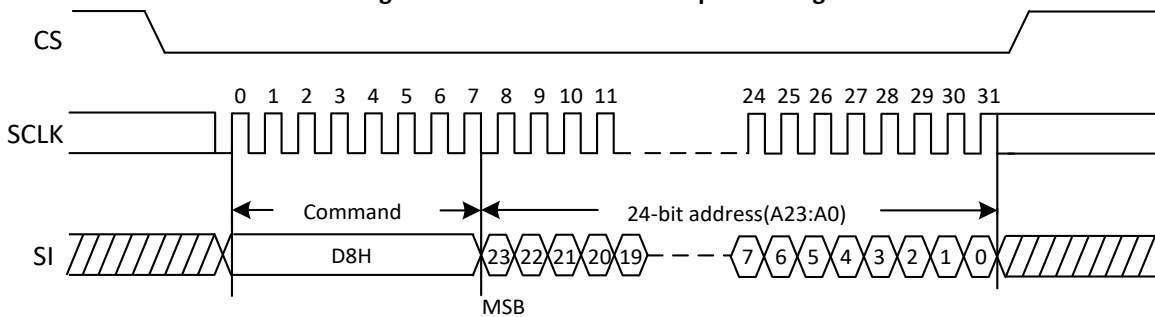 CS
0 1 2 3 4 5 6 7 8 9 10 11 24 25 26 27 28 29 30 31
SCLK
Command 24-bit address(A23:A0)
SI D8H 23 22 21 20 19 7 6 5 4 3 2 1 0
MSB